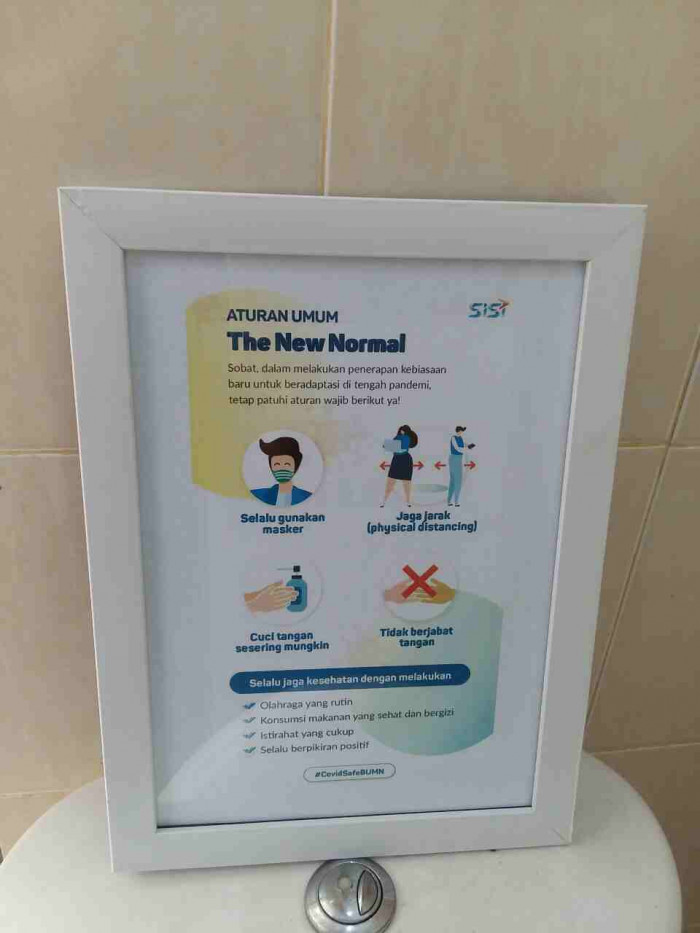 ATURAN UMUM
SISI
The New Normal
Sobat, dalam melakukan penerapan kebiasaan
baru untuk beradaptasi di tengah pandemi,
tetap patuhi aturan wajib berikut ya!
Selalu gunakan
masker
Jaga jarak
(physical distancing)
Cuci tangan
sesering mungkin
Tidak berjabat
tangan
Selalu jaga kesehatan dengan melakukan
Olahraga yang rutin
Konsumsi makanan yang sehat dan bergizi
Istirahat yang cukup
Selalu berpikiran positif
#CovidSafeBUMN